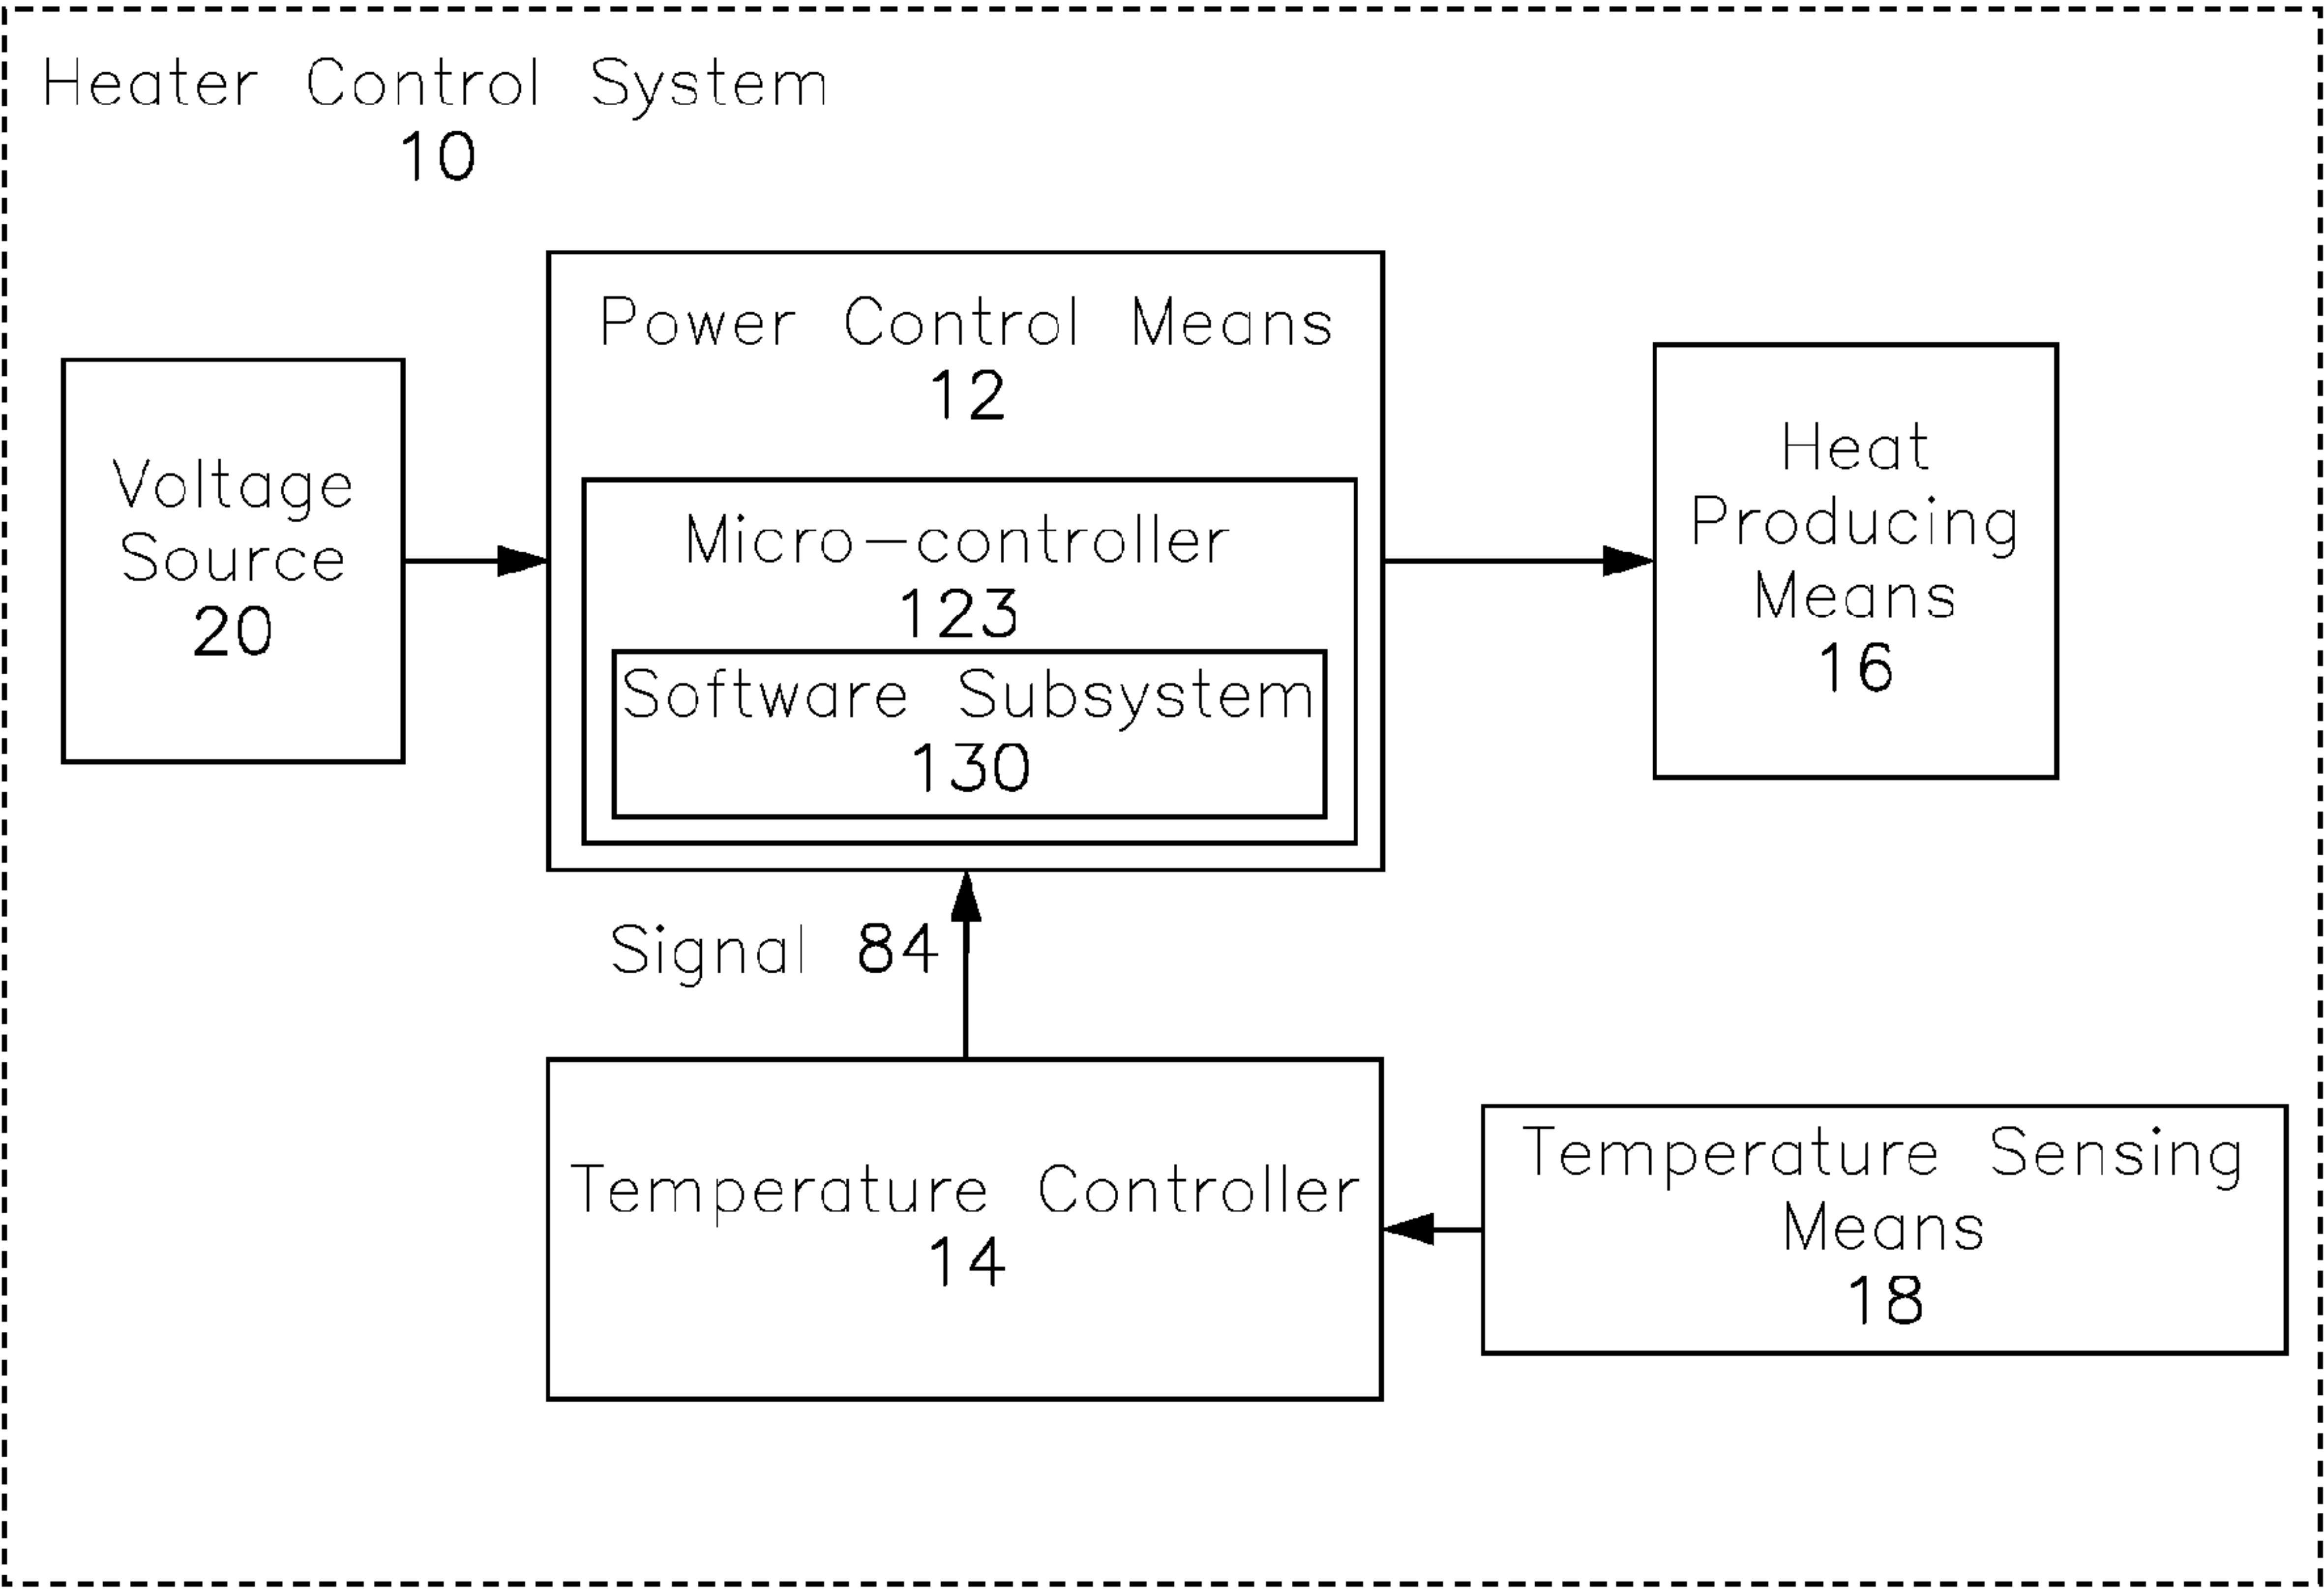 Heater Control System
10
Power Control Means
12
Voltage
Source
20
Micro-controller
123
Software Subsystem
130
Heat
Producing
Means
16
Signal 84
Temperature Controller
14
Temperature Sensing
Means
18